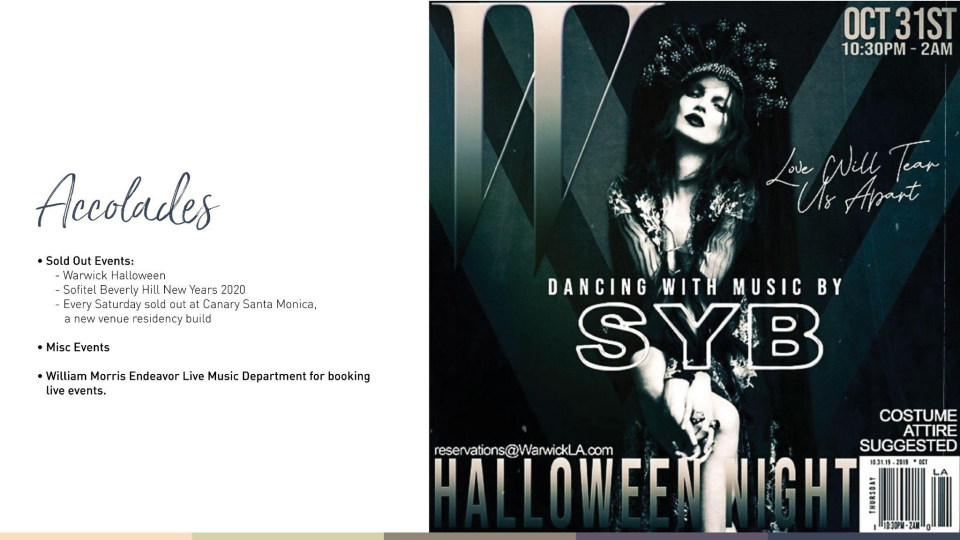 Accolades
• Sold Out Events:
- Warwick Halloween
- Sofitel Beverly Hill New Years 2020
- Every Saturday sold out at Canary Santa Monica,
a new venue residency build
• Misc Events
• William Morris Endeavor Live Music Department for booking
live events.
W
OCT 31ST
10:30PM - 2AM
Love Will Tear
Us Apart
DANCING WITH MUSIC BY
SYB
COSTUME
ATTIRE
SUGGESTED
reservations@WarwickLA.com
HALLOWEEN NIGHT
10.31.19 - 2019 * OCT
LA
THURSDAY
10:30PM - 2AM